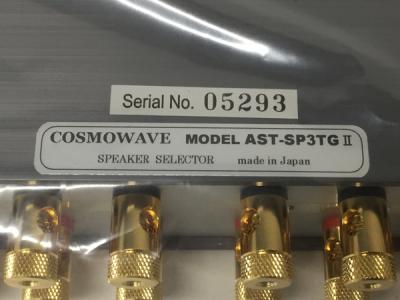 Serial No. 05293
COSMOWAVE MODEL AST-SP3TG II
SPEAKER SELECTOR made in Japan